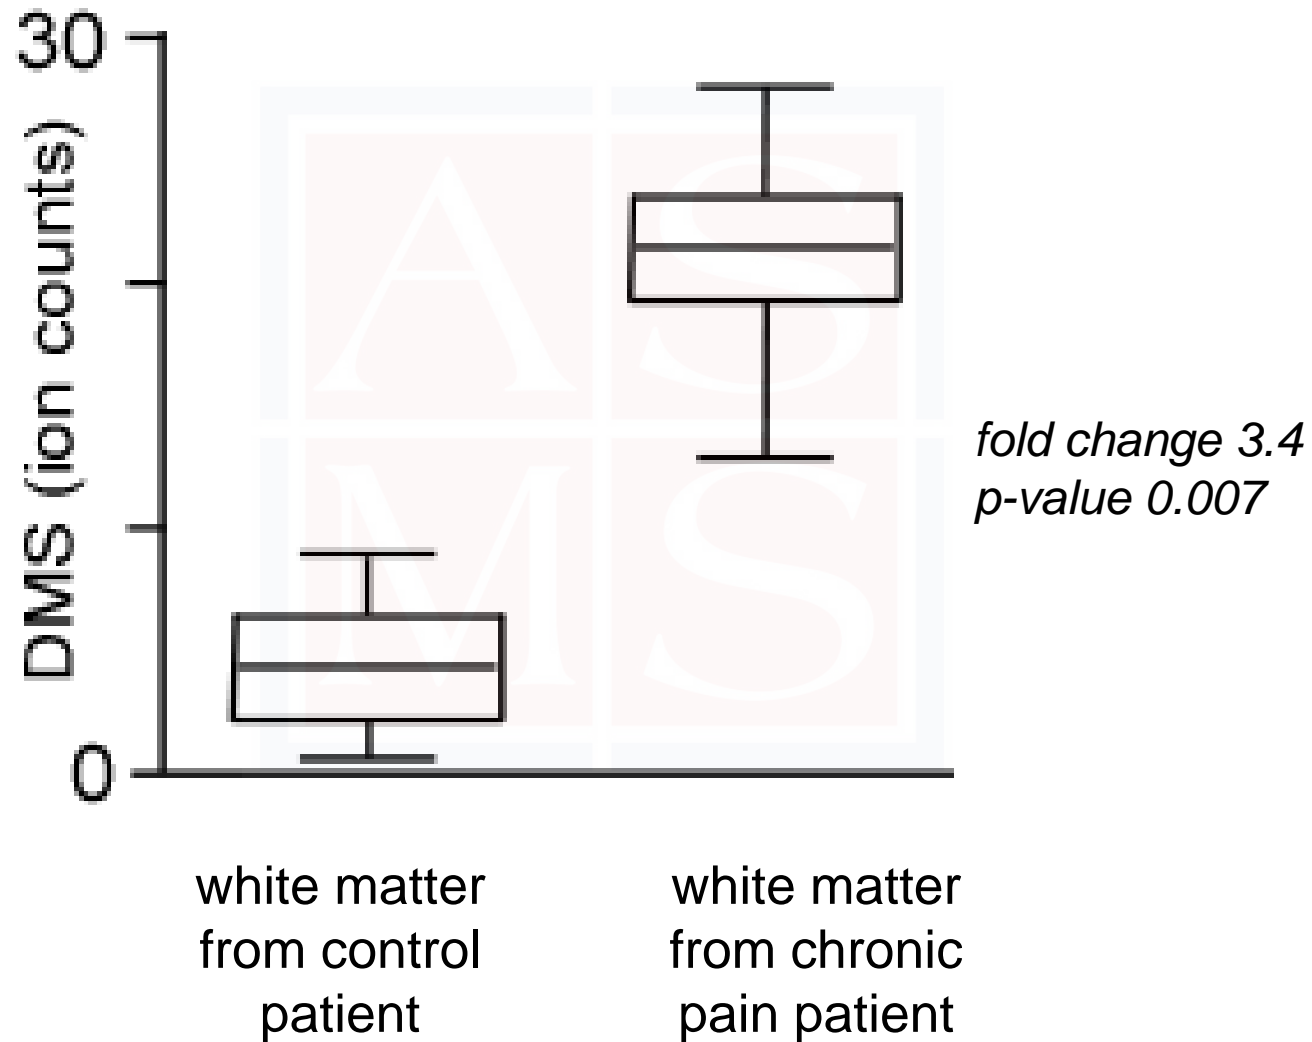 30
DMS (ion counts)
0
fold change 3.4
p-value 0.007
white matter
from control
patient
white matter
from chronic
pain patient
A S
M S